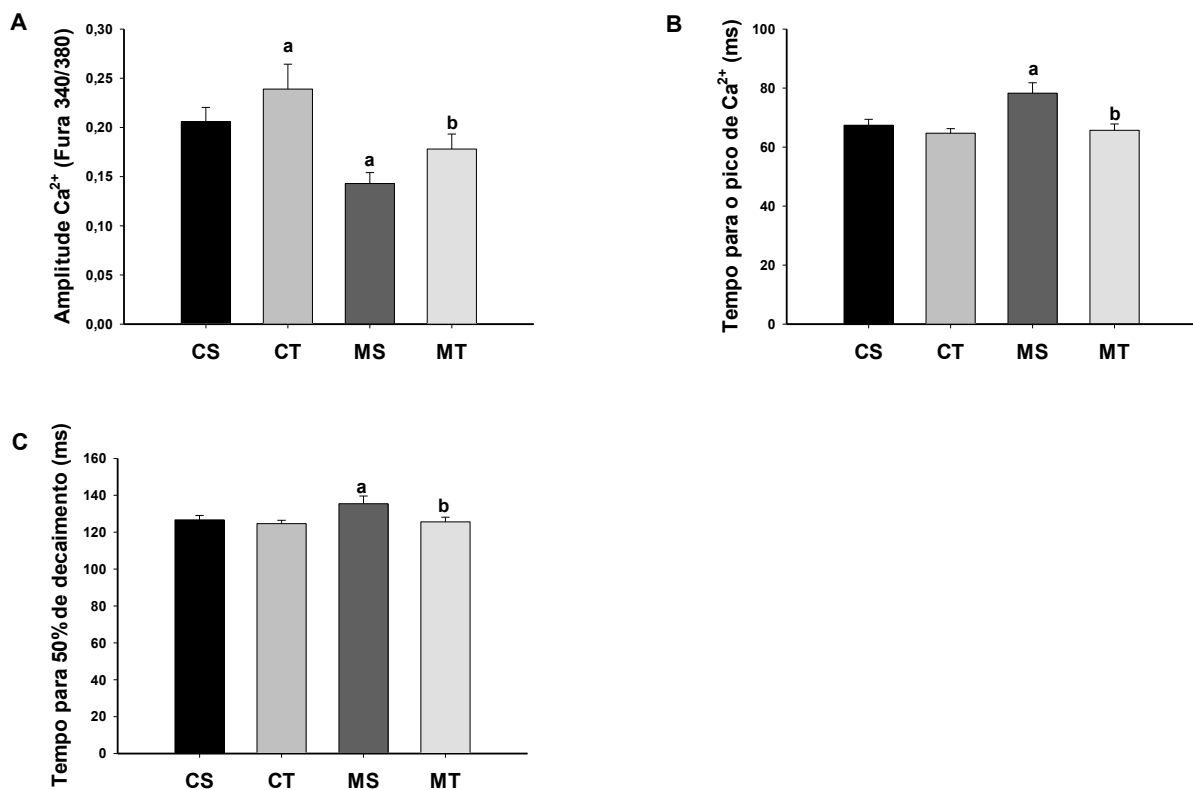 A
Amplitude Ca²⁺ (Fura 340/380)
0,30
0,25
0,20
0,15
0,10
0,05
0,00
a
a
b
CS CT MS MT
B
Tempo para o pico de Ca²⁺ (ms)
100
80
60
40
20
0
a
b
CS CT MS MT
C
Tempo para 50% de decaimento (ms)
160
140
120
100
80
60
40
20
0
a
b
CS CT MS MT